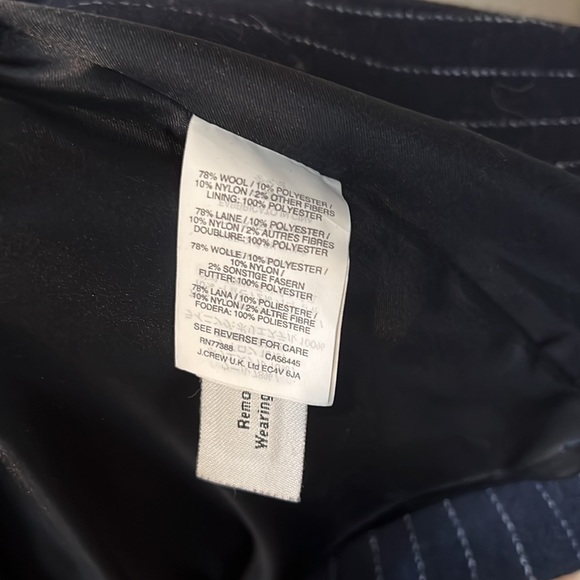 78% WOOL / 10% POLYESTER /
10% NYLON / 2% OTHER FIBERS
LINING: 100% POLYESTER
78% LAINE / 10% POLYESTER /
10% NYLON / 2% AUTRES FIBRES
DOUBLURE: 100% POLYESTER
78% WOLLE / 10% POLYESTER /
10% NYLON /
2% SONSTIGE FASERN
FUTTER: 100% POLYESTER
78% LANA / 10% POLIESTERE /
10% NYLON / 2% ALTRE FIBRE /
FODERA: 100% POLIESTERE
SEE REVERSE FOR CARE
RN77388 CA56445
J.CREW U.K. Ltd EC4V 6JA
Remo
Wearing